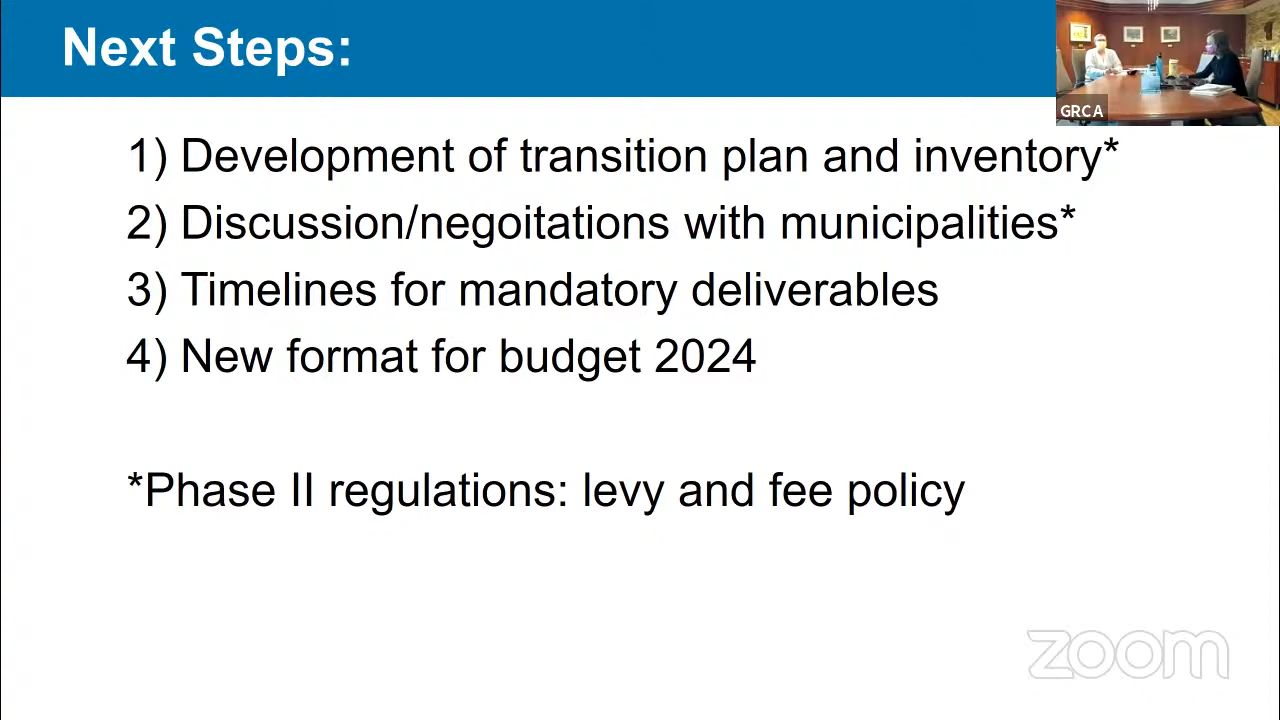 Next Steps:
GRCA
1) Development of transition plan and inventory*
2) Discussion/negoitations with municipalities*
3) Timelines for mandatory deliverables
4) New format for budget 2024
*Phase II regulations: levy and fee policy
zoom